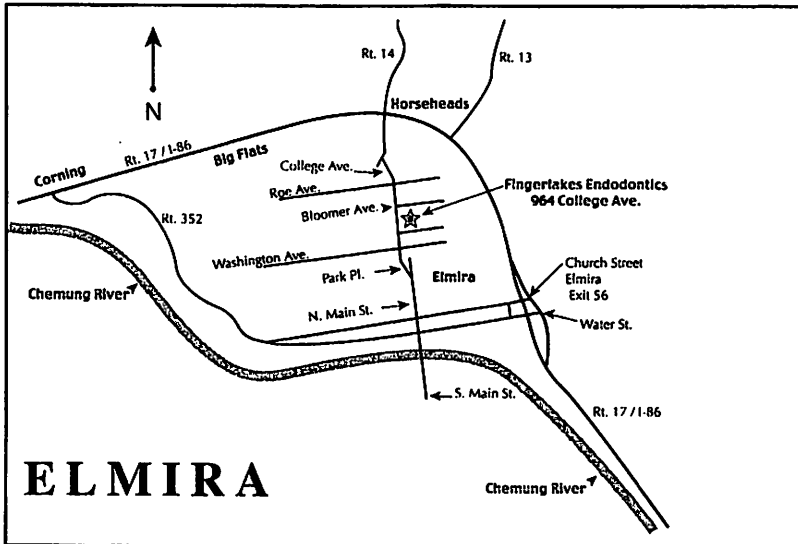 Rt. 14
Rt. 13
N
Horseheads
Corning
Rt. 17 / I-86
Big Flats
College Ave.
Roe Ave.
Fingerlakes Endodontics
964 College Ave.
Bloomer Ave.
Rt. 352
Washington Ave.
Church Street
Elmira
Exit 56
Park Pl.
Elmira
Chemung River
N. Main St.
Water St.
S. Main St.
Rt. 17 / I-86
ELMIRA
Chemung River